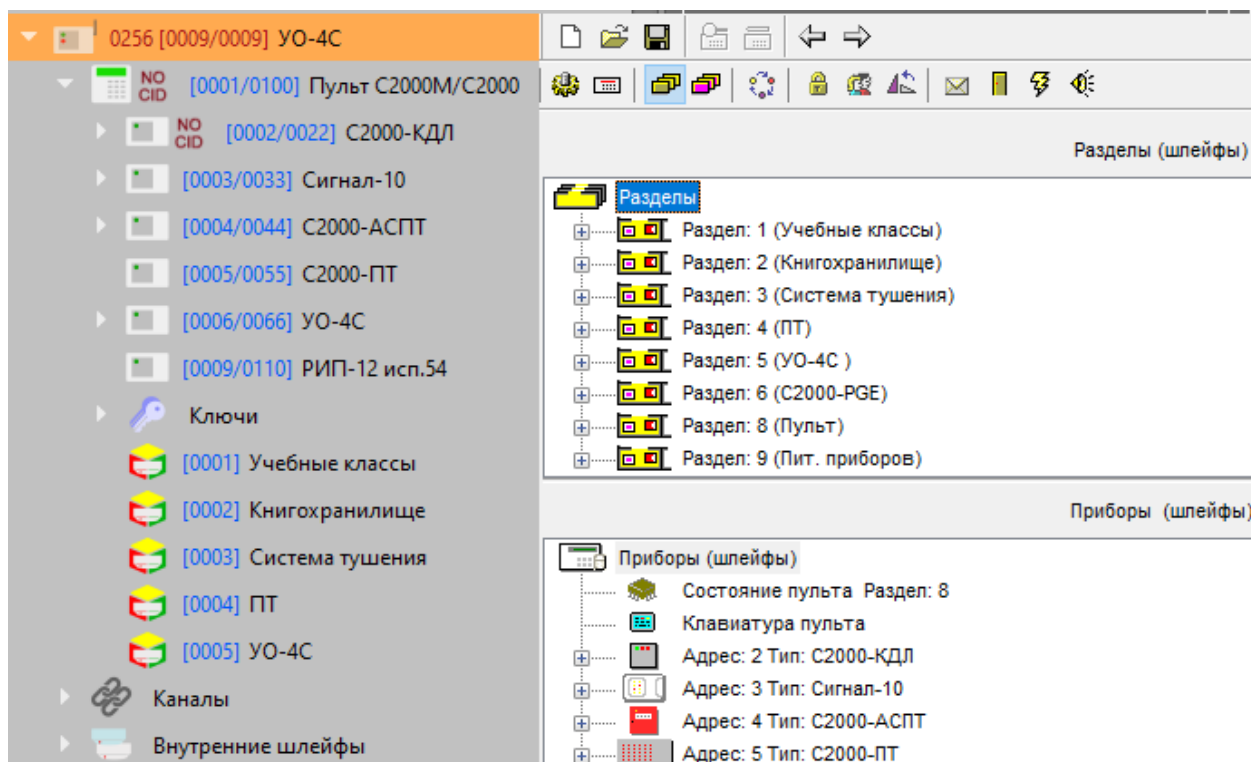 0256 [0009/0009] УО-4С
NO CID [0001/0100] Пульт С2000М/С2000
NO CID [0002/0022] С2000-КДЛ
[0003/0033] Сигнал-10
[0004/0044] С2000-АСПТ
[0005/0055] С2000-ПТ
[0006/0066] УО-4С
[0009/0110] РИП-12 исп.54
Ключи
[0001] Учебные классы
[0002] Книгохранилище
[0003] Система тушения
[0004] ПТ
[0005] УО-4С
Каналы
Внутренние шлейфы
Разделы (шлейфы)
Разделы
Раздел: 1 (Учебные классы)
Раздел: 2 (Книгохранилище)
Раздел: 3 (Система тушения)
Раздел: 4 (ПТ)
Раздел: 5 (УО-4С )
Раздел: 6 (С2000-PGE)
Раздел: 8 (Пульт)
Раздел: 9 (Пит. приборов)
Приборы (шлейфы)
Приборы (шлейфы)
Состояние пульта Раздел: 8
Клавиатура пульта
Адрес: 2 Тип: С2000-КДЛ
Адрес: 3 Тип: Сигнал-10
Адрес: 4 Тип: С2000-АСПТ
Адрес: 5 Тип: С2000-ПТ